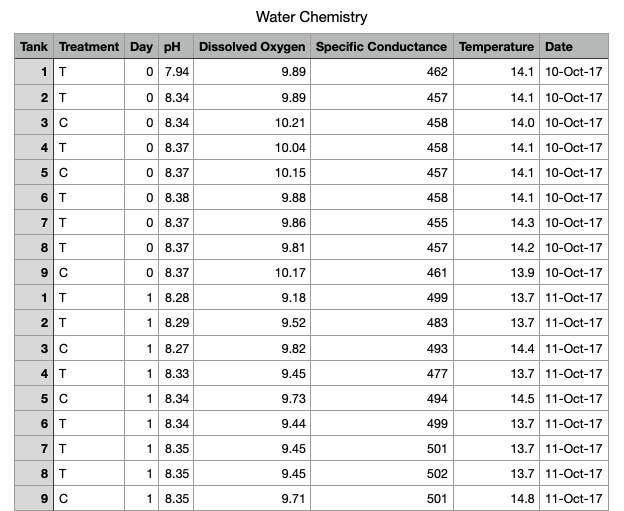 Water Chemistry
Tank Treatment Day pH Dissolved Oxygen Specific Conductance Temperature Date
1 T 0 7.94 9.89 462 14.1 10-Oct-17
2 T 0 8.34 9.89 457 14.1 10-Oct-17
3 C 0 8.34 10.21 458 14.0 10-Oct-17
4 T 0 8.37 10.04 458 14.1 10-Oct-17
5 C 0 8.37 10.15 457 14.1 10-Oct-17
6 T 0 8.38 9.88 458 14.1 10-Oct-17
7 T 0 8.37 9.86 455 14.3 10-Oct-17
8 T 0 8.37 9.81 457 14.2 10-Oct-17
9 C 0 8.37 10.17 461 13.9 10-Oct-17
1 T 1 8.28 9.18 499 13.7 11-Oct-17
2 T 1 8.29 9.52 483 13.7 11-Oct-17
3 C 1 8.27 9.82 493 14.4 11-Oct-17
4 T 1 8.33 9.45 477 13.7 11-Oct-17
5 C 1 8.34 9.73 494 14.5 11-Oct-17
6 T 1 8.34 9.44 499 13.7 11-Oct-17
7 T 1 8.35 9.45 501 13.7 11-Oct-17
8 T 1 8.35 9.45 502 13.7 11-Oct-17
9 C 1 8.35 9.71 501 14.8 11-Oct-17